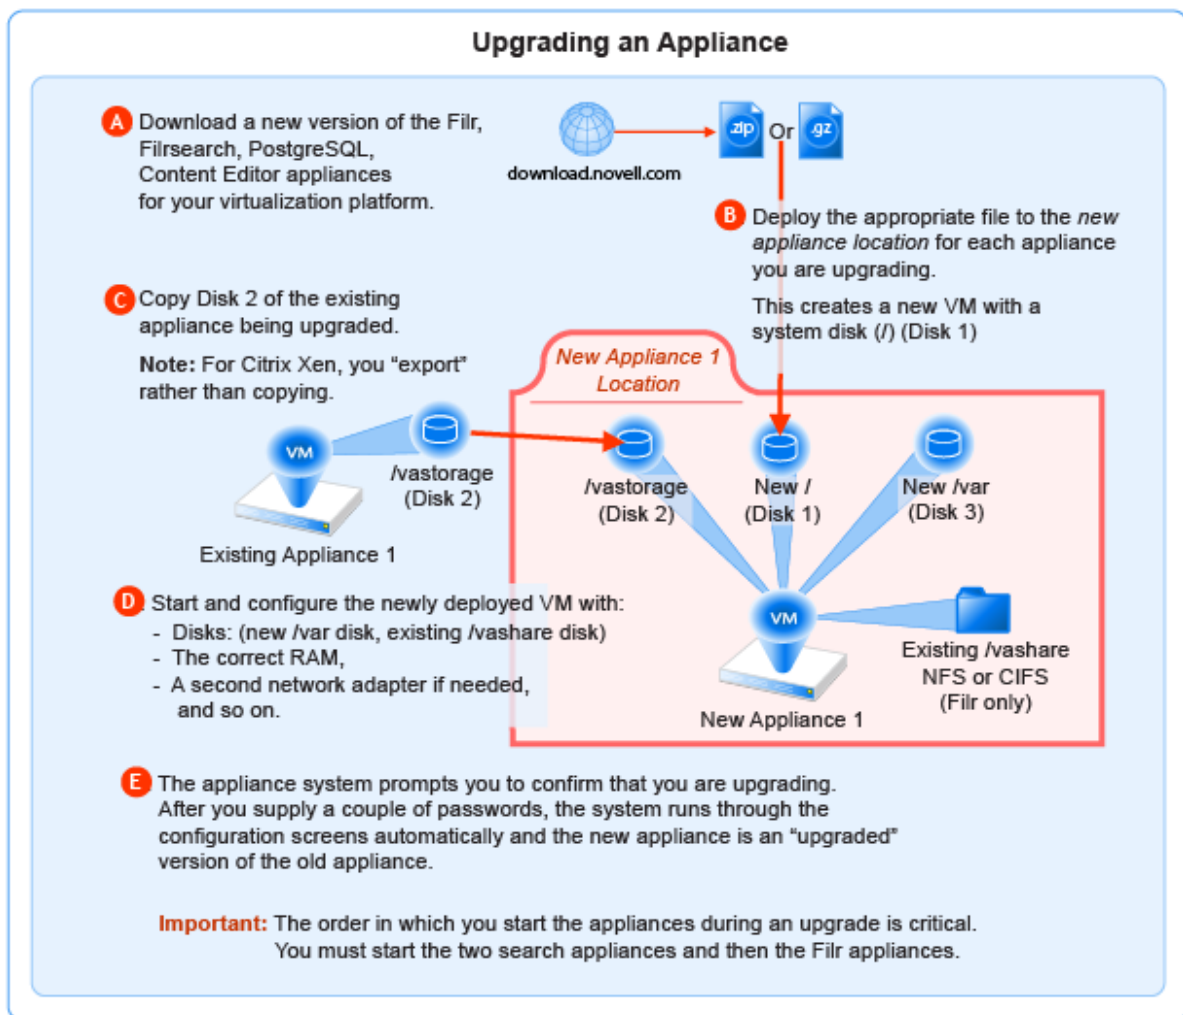 Upgrading an Appliance
A Download a new version of the Filr,
Filrsearch, PostgreSQL,
Content Editor appliances
for your virtualization platform.
download.novell.com
.zip Or .gz
B Deploy the appropriate file to the new
appliance location for each appliance
you are upgrading.
This creates a new VM with a
system disk (/) (Disk 1)
C Copy Disk 2 of the existing
appliance being upgraded.
Note: For Citrix Xen, you “export”
rather than copying.
VM
/vastorage
(Disk 2)
Existing Appliance 1
New Appliance 1
Location
/vastorage
(Disk 2)
New /
(Disk 1)
New /var
(Disk 3)
VM
New Appliance 1
Existing /vashare
NFS or CIFS
(Filr only)
D. Start and configure the newly deployed VM with:
- Disks: (new /var disk, existing /vashare disk)
- The correct RAM,
- A second network adapter if needed,
and so on.
E The appliance system prompts you to confirm that you are upgrading.
After you supply a couple of passwords, the system runs through the
configuration screens automatically and the new appliance is an “upgraded”
version of the old appliance.
Important: The order in which you start the appliances during an upgrade is critical.
You must start the two search appliances and then the Filr appliances.